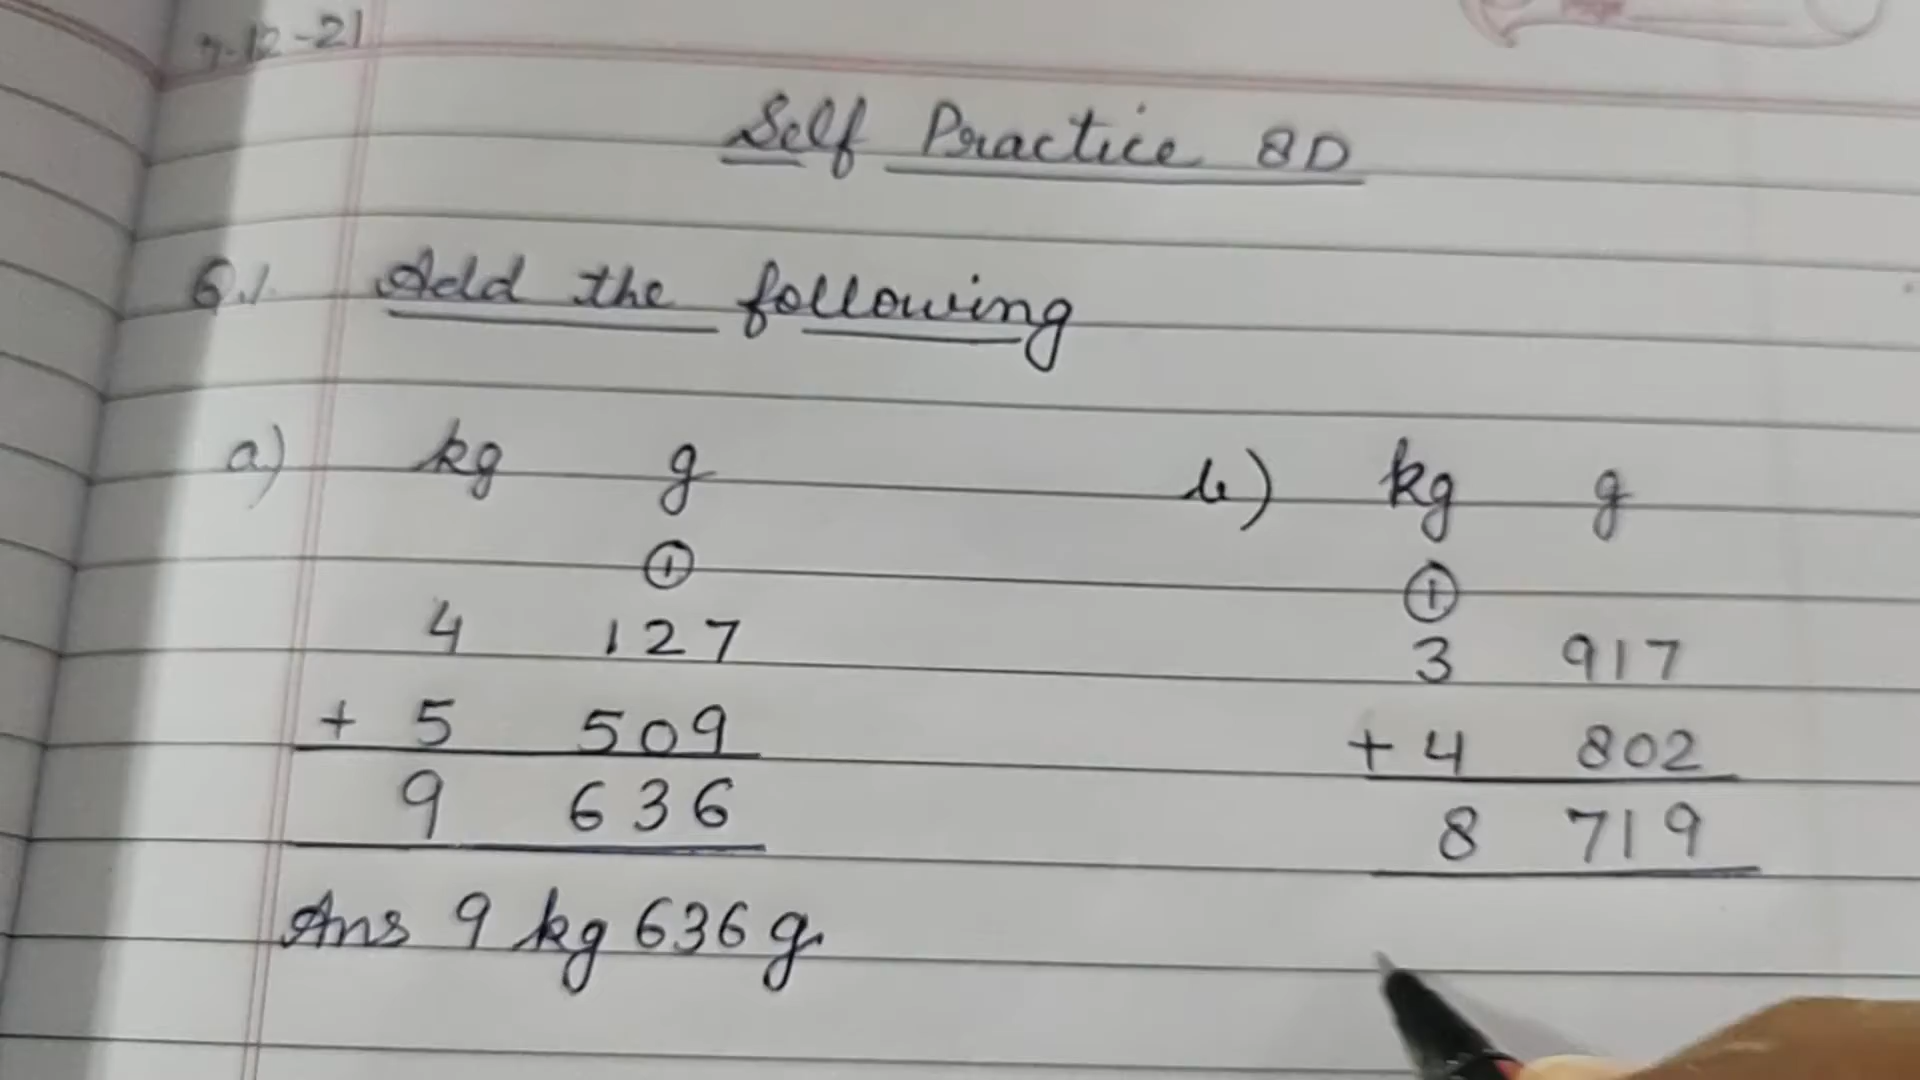 7-12-21
Self Practice 8D
Q.1. Add the following
a) kg g
1
4 127
+ 5 509
9 636
Ans 9 kg 636 g.
b) kg g
1
3 917
+ 4 802
8 719